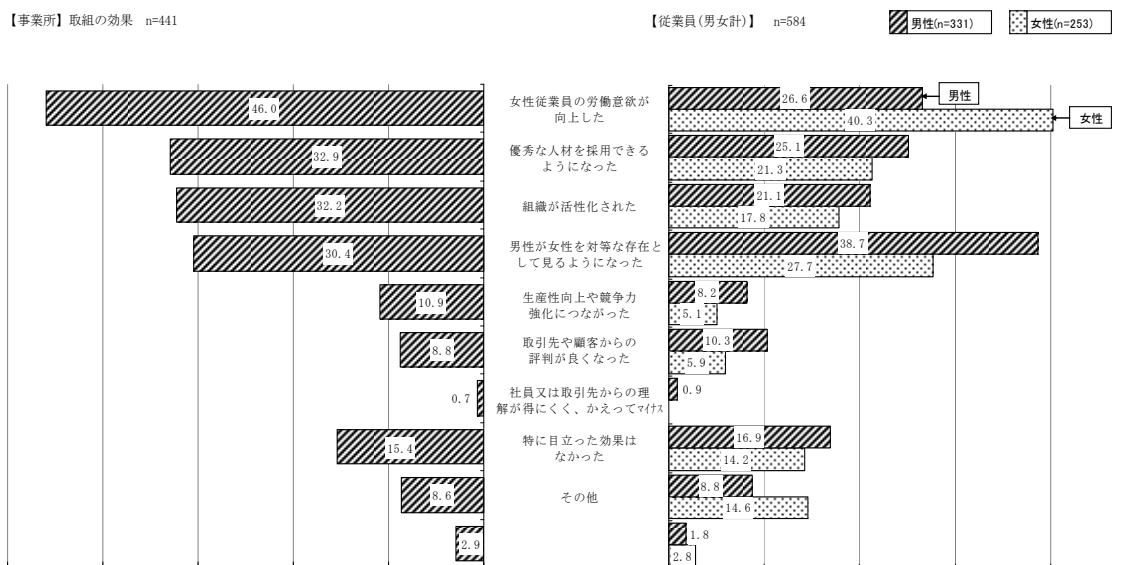 【事業所】取組の効果 n=441
【従業員(男女計)】 n=584
男性(n=331)
女性(n=253)
46.0
女性従業員の労働意欲が
向上した
26.6
男性
40.3
女性
32.9
優秀な人材を採用できる
ようになった
25.1
21.3
32.2
組織が活性化された
21.1
17.8
30.4
男性が女性を対等な存在と
して見るようになった
38.7
27.7
10.9
生産性向上や競争力
強化につながった
8.2
5.1
8.8
取引先や顧客からの
評判が良くなった
10.3
5.9
0.7
社員又は取引先からの理
解が得にくく、かえってマイナス
0.9
15.4
特に目立った効果は
なかった
16.9
14.2
8.6
その他
8.8
14.6
2.9
1.8
2.8